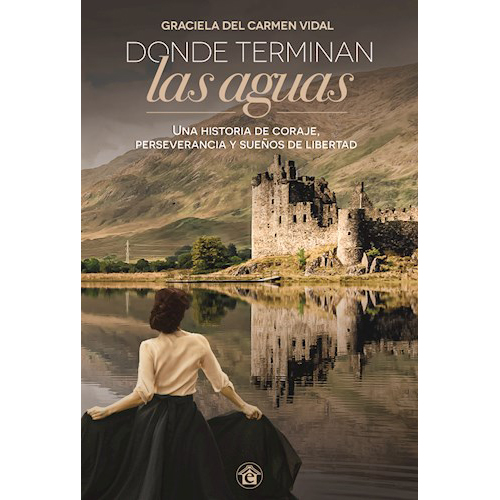 GRACIELA DEL CARMEN VIDAL
DONDE TERMINAN
las aguas
UNA HISTORIA DE CORAJE,
PERSEVERANCIA Y SUEÑOS DE LIBERTAD
e